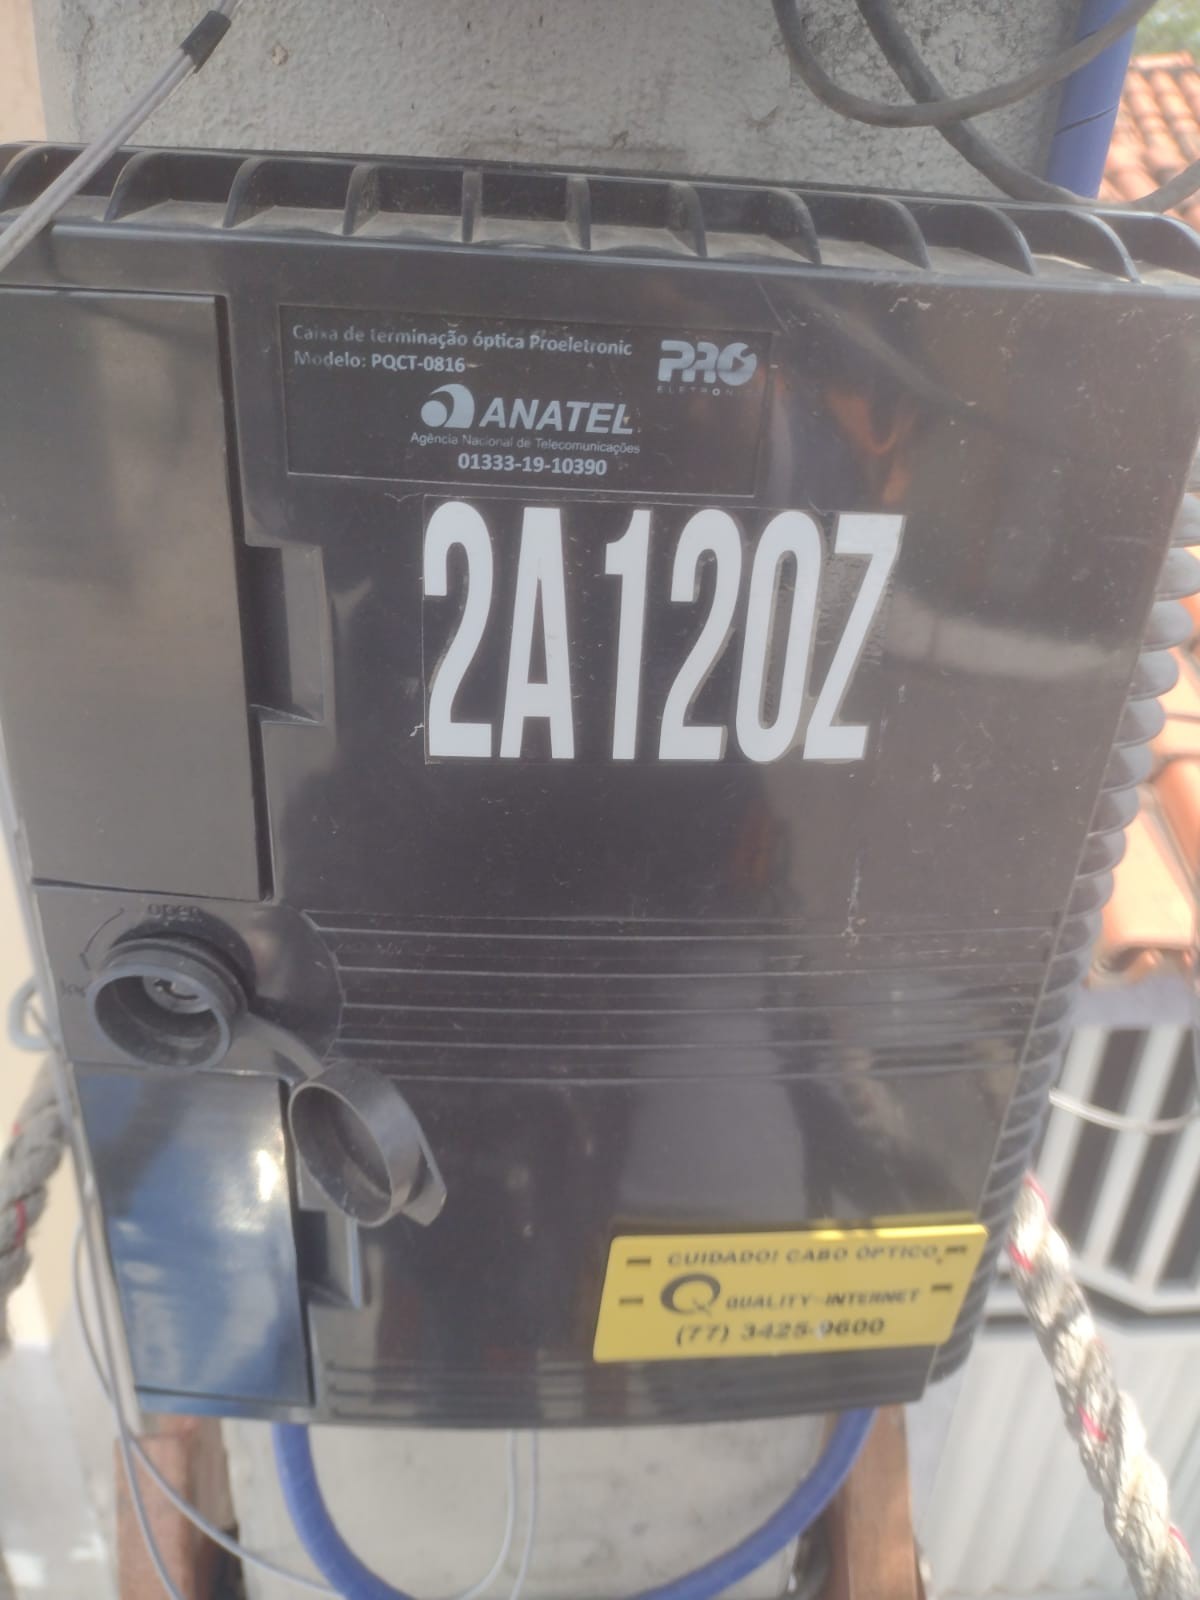 Caixa de terminação óptica Proeletronic
Modelo: PQCT-0816
PRO
ELETRONIC
ANATEL
Agência Nacional de Telecomunicações
01333-19-10390
2A120Z
open
CUIDADO! CABO ÓPTICO
QUALITY INTERNET
(77) 3425-9600